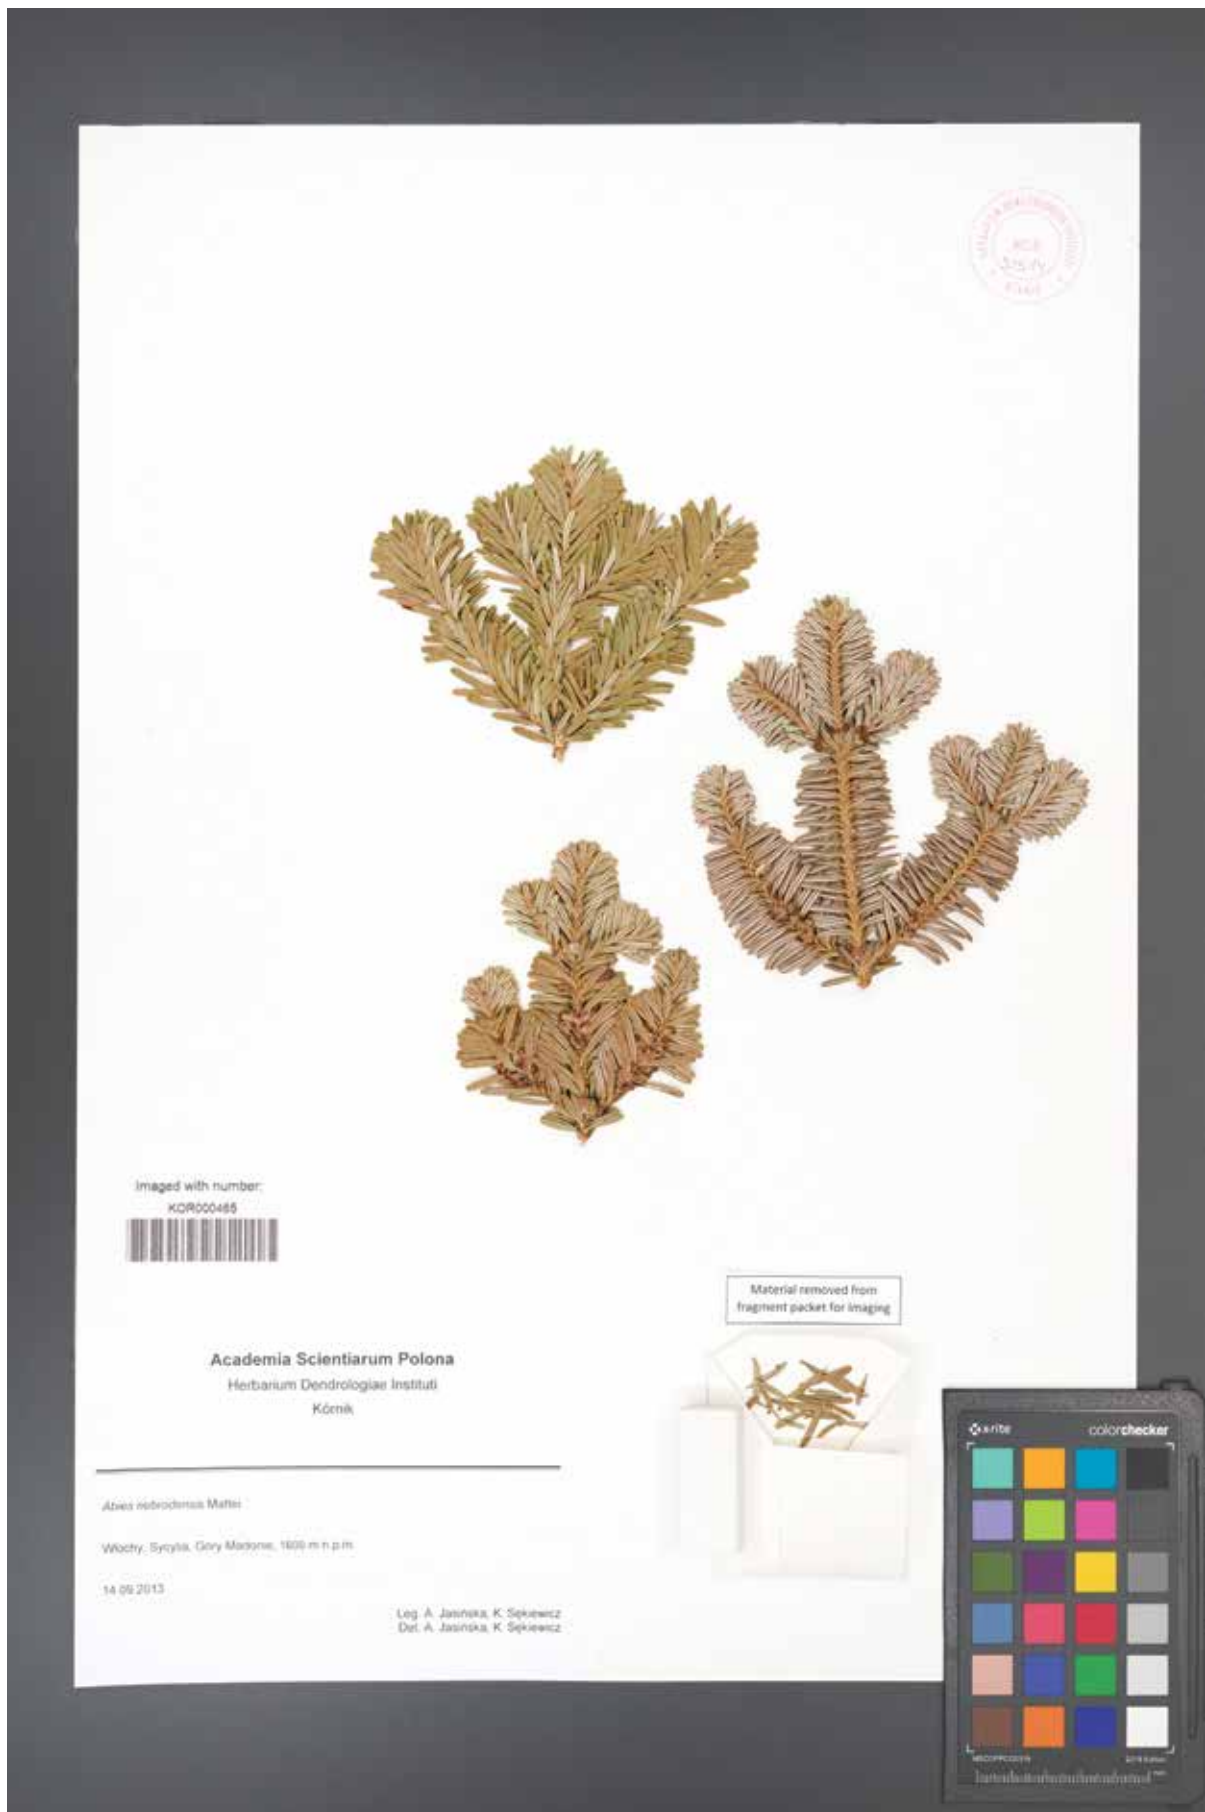 KOR
Imaged with number:
KOR000465
Material removed from
fragment packet for imaging
Academia Scientiarum Polona
Herbarium Dendrologiae Instituti
Kórnik
Abies nebrodensis Mattei
Włochy, Sycylia, Góry Madonie, 1600 m n.p.m.
14.09.2013
Leg. A. Jasińska, K. Sękiewicz
Det. A. Jasińska, K. Sękiewicz
x-rite colorchecker